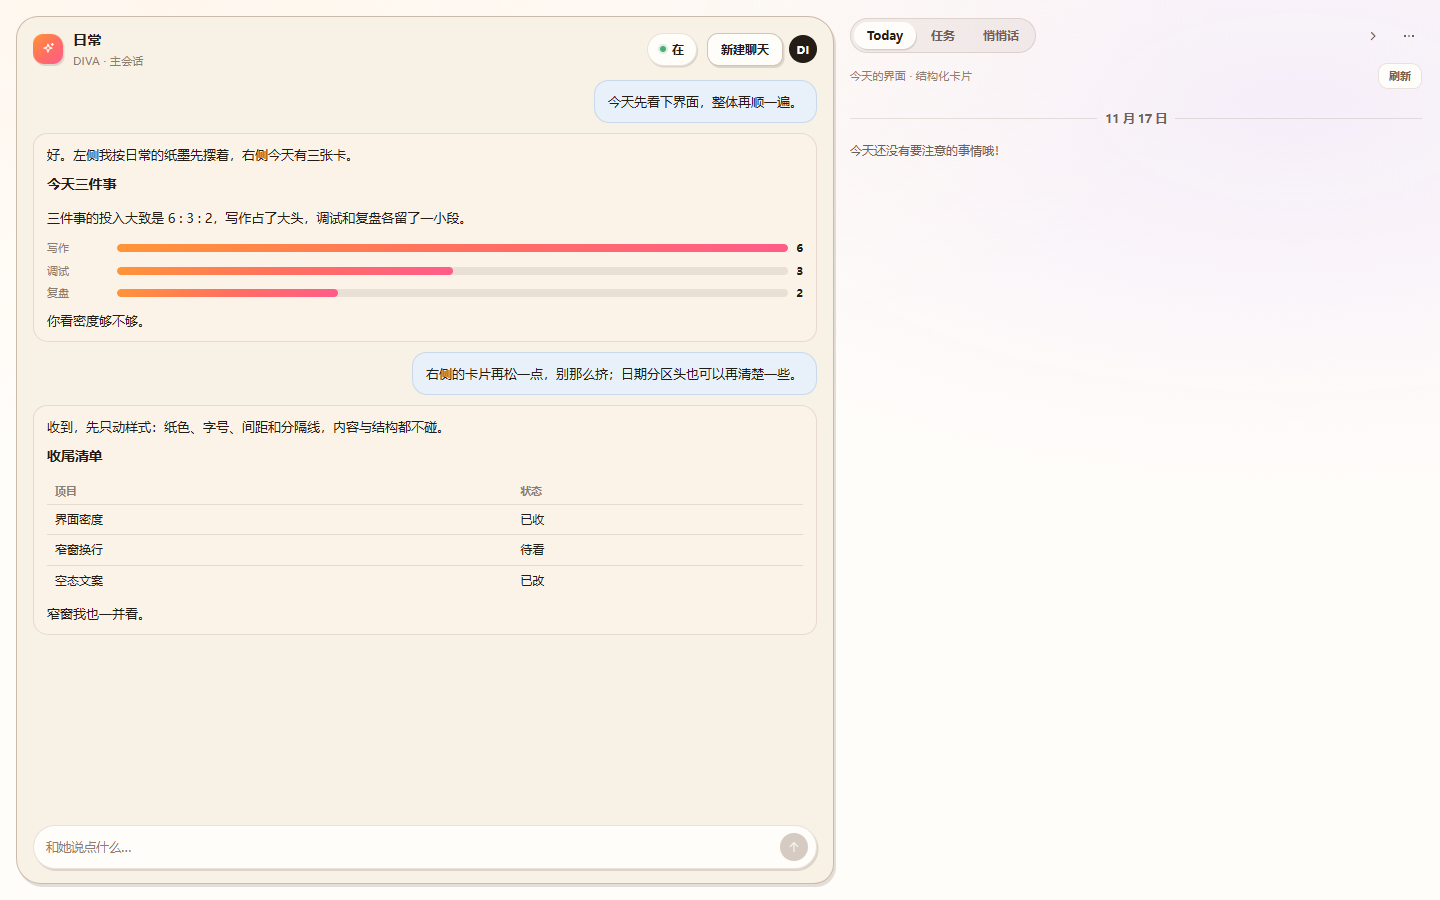 日常
DIVA · 主会话
在
新建聊天
DI
今天先看下界面，整体再顺一遍。
好。左侧我按日常的纸墨先摆着，右侧今天有三张卡。
今天三件事
三件事的投入大致是 6 : 3 : 2，写作占了大头，调试和复盘各留了一小段。
写作 6
调试 3
复盘 2
你看密度够不够。
右侧的卡片再松一点，别那么挤；日期分区头也可以再清楚一些。
收到，先只动样式：纸色、字号、间距和分隔线，内容与结构都不碰。
收尾清单
项目 状态
界面密度 已收
窄窗换行 待看
空态文案 已改
窄窗我也一并看。
和她说点什么...
Today 任务 悄悄话
今天的界面 · 结构化卡片
刷新
11 月 17 日
今天还没有要注意的事情哦！